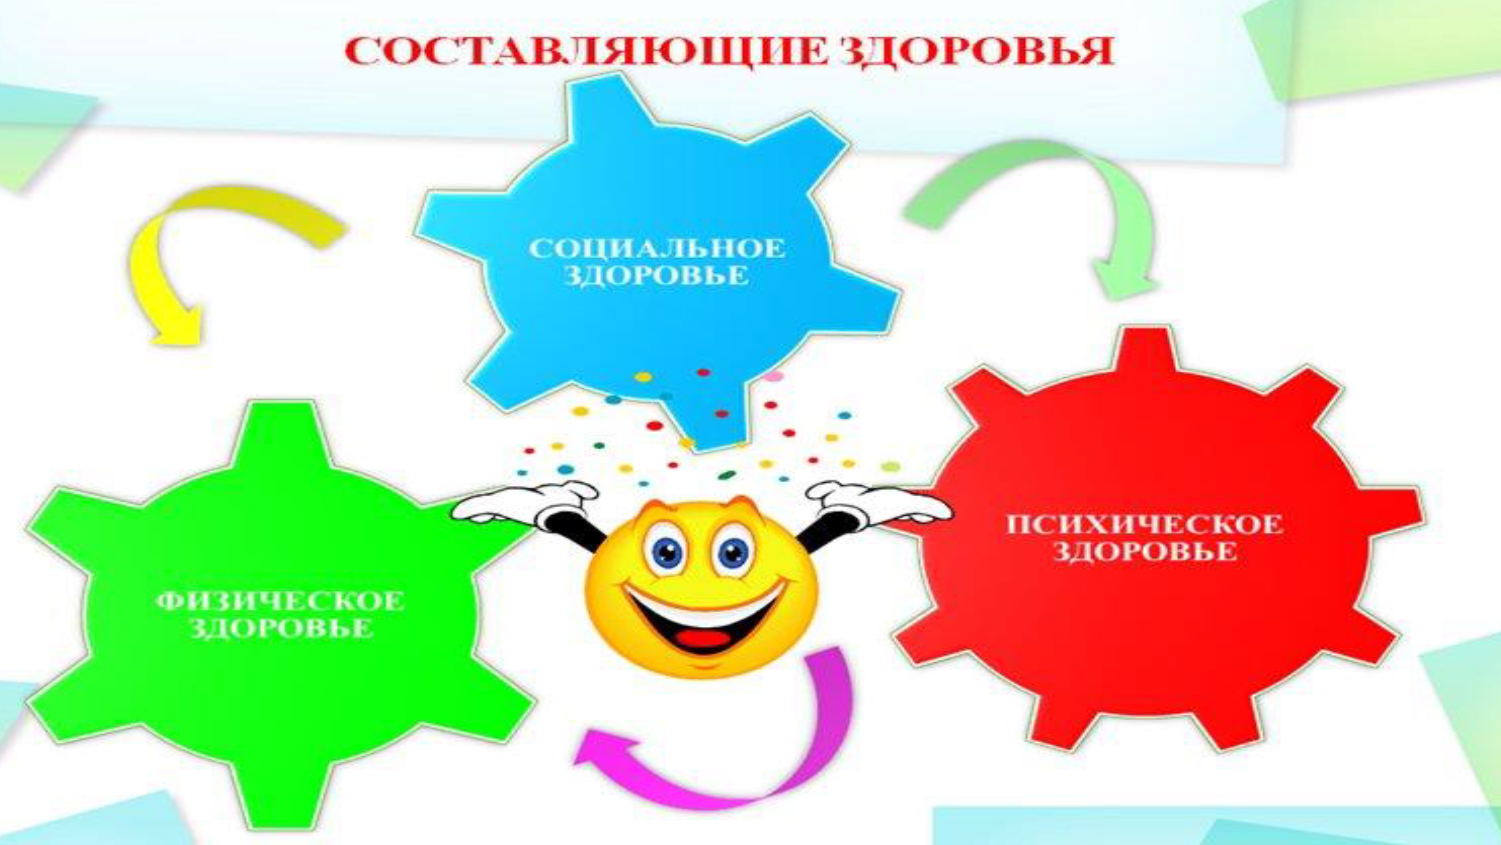 СОСТАВЛЯЮЩИЕ ЗДОРОВЬЯ
СОЦИАЛЬНОЕ
ЗДОРОВЬЕ
ПСИХИЧЕСКОЕ
ЗДОРОВЬЕ
ФИЗИЧЕСКОЕ
ЗДОРОВЬЕ